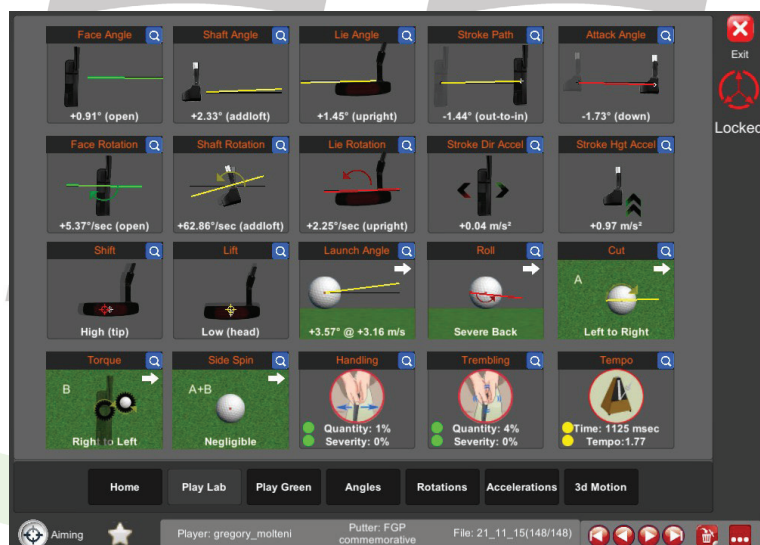 Face Angle
+0.91° (open)
Shaft Angle
+2.33° (addloft)
Lie Angle
+1.45° (upright)
Stroke Path
-1.44° (out-to-in)
Attack Angle
-1.73° (down)
Exit
Locked
Face Rotation
+5.37°/sec (open)
Shaft Rotation
+62.86°/sec (addloft)
Lie Rotation
+2.25°/sec (upright)
Stroke Dir Accel
+0.04 m/s²
Stroke Hgt Accel
+0.97 m/s²
Shift
High (tip)
Lift
Low (head)
Launch Angle
+3.57° @ +3.16 m/s
Roll
Severe Back
Cut
A
Left to Right
Torque
B
Right to Left
Side Spin
A+B
Negligible
Handling
Quantity: 1%
Severity: 0%
Trembling
Quantity: 4%
Severity: 0%
Tempo
Time: 1125 msec
Tempo:1.77
Home
Play Lab
Play Green
Angles
Rotations
Accelerations
3d Motion
Aiming
Player: gregory_molteni
Putter: FGP
commemorative
File: 21_11_15(148/148)